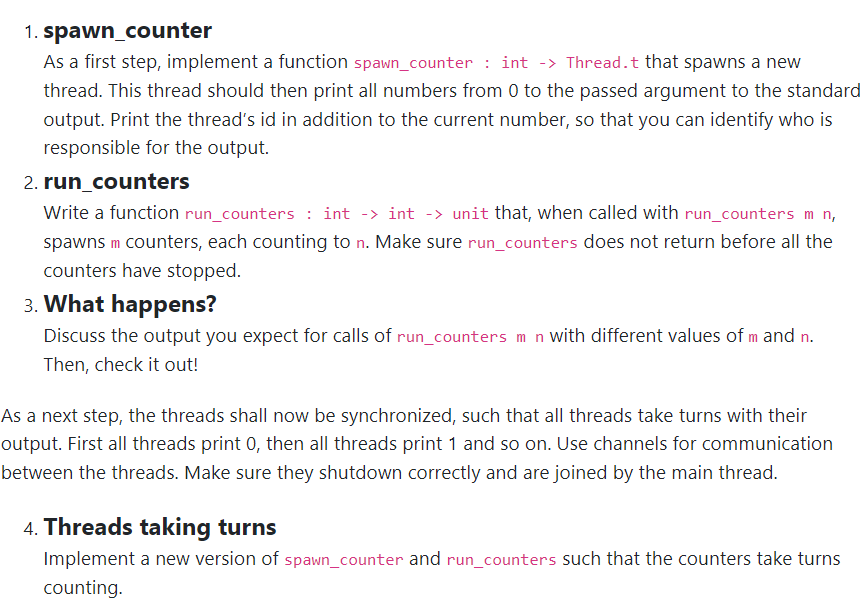 1. spawn_counter
As a first step, implement a function spawn_counter : int -> Thread.t that spawns a new
thread. This thread should then print all numbers from 0 to the passed argument to the standard
output. Print the thread's id in addition to the current number, so that you can identify who is
responsible for the output.
2. run_counters
Write a function run_counters : int -> int -> unit that, when called with run_counters m n,
spawns m counters, each counting to n. Make sure run_counters does not return before all the
counters have stopped.
3. What happens?
Discuss the output you expect for calls of run_counters m n with different values of m and n.
Then, check it out!
As a next step, the threads shall now be synchronized, such that all threads take turns with their
output. First all threads print 0, then all threads print 1 and so on. Use channels for communication
between the threads. Make sure they shutdown correctly and are joined by the main thread.
4. Threads taking turns
Implement a new version of spawn_counter and run_counters such that the counters take turns
counting.